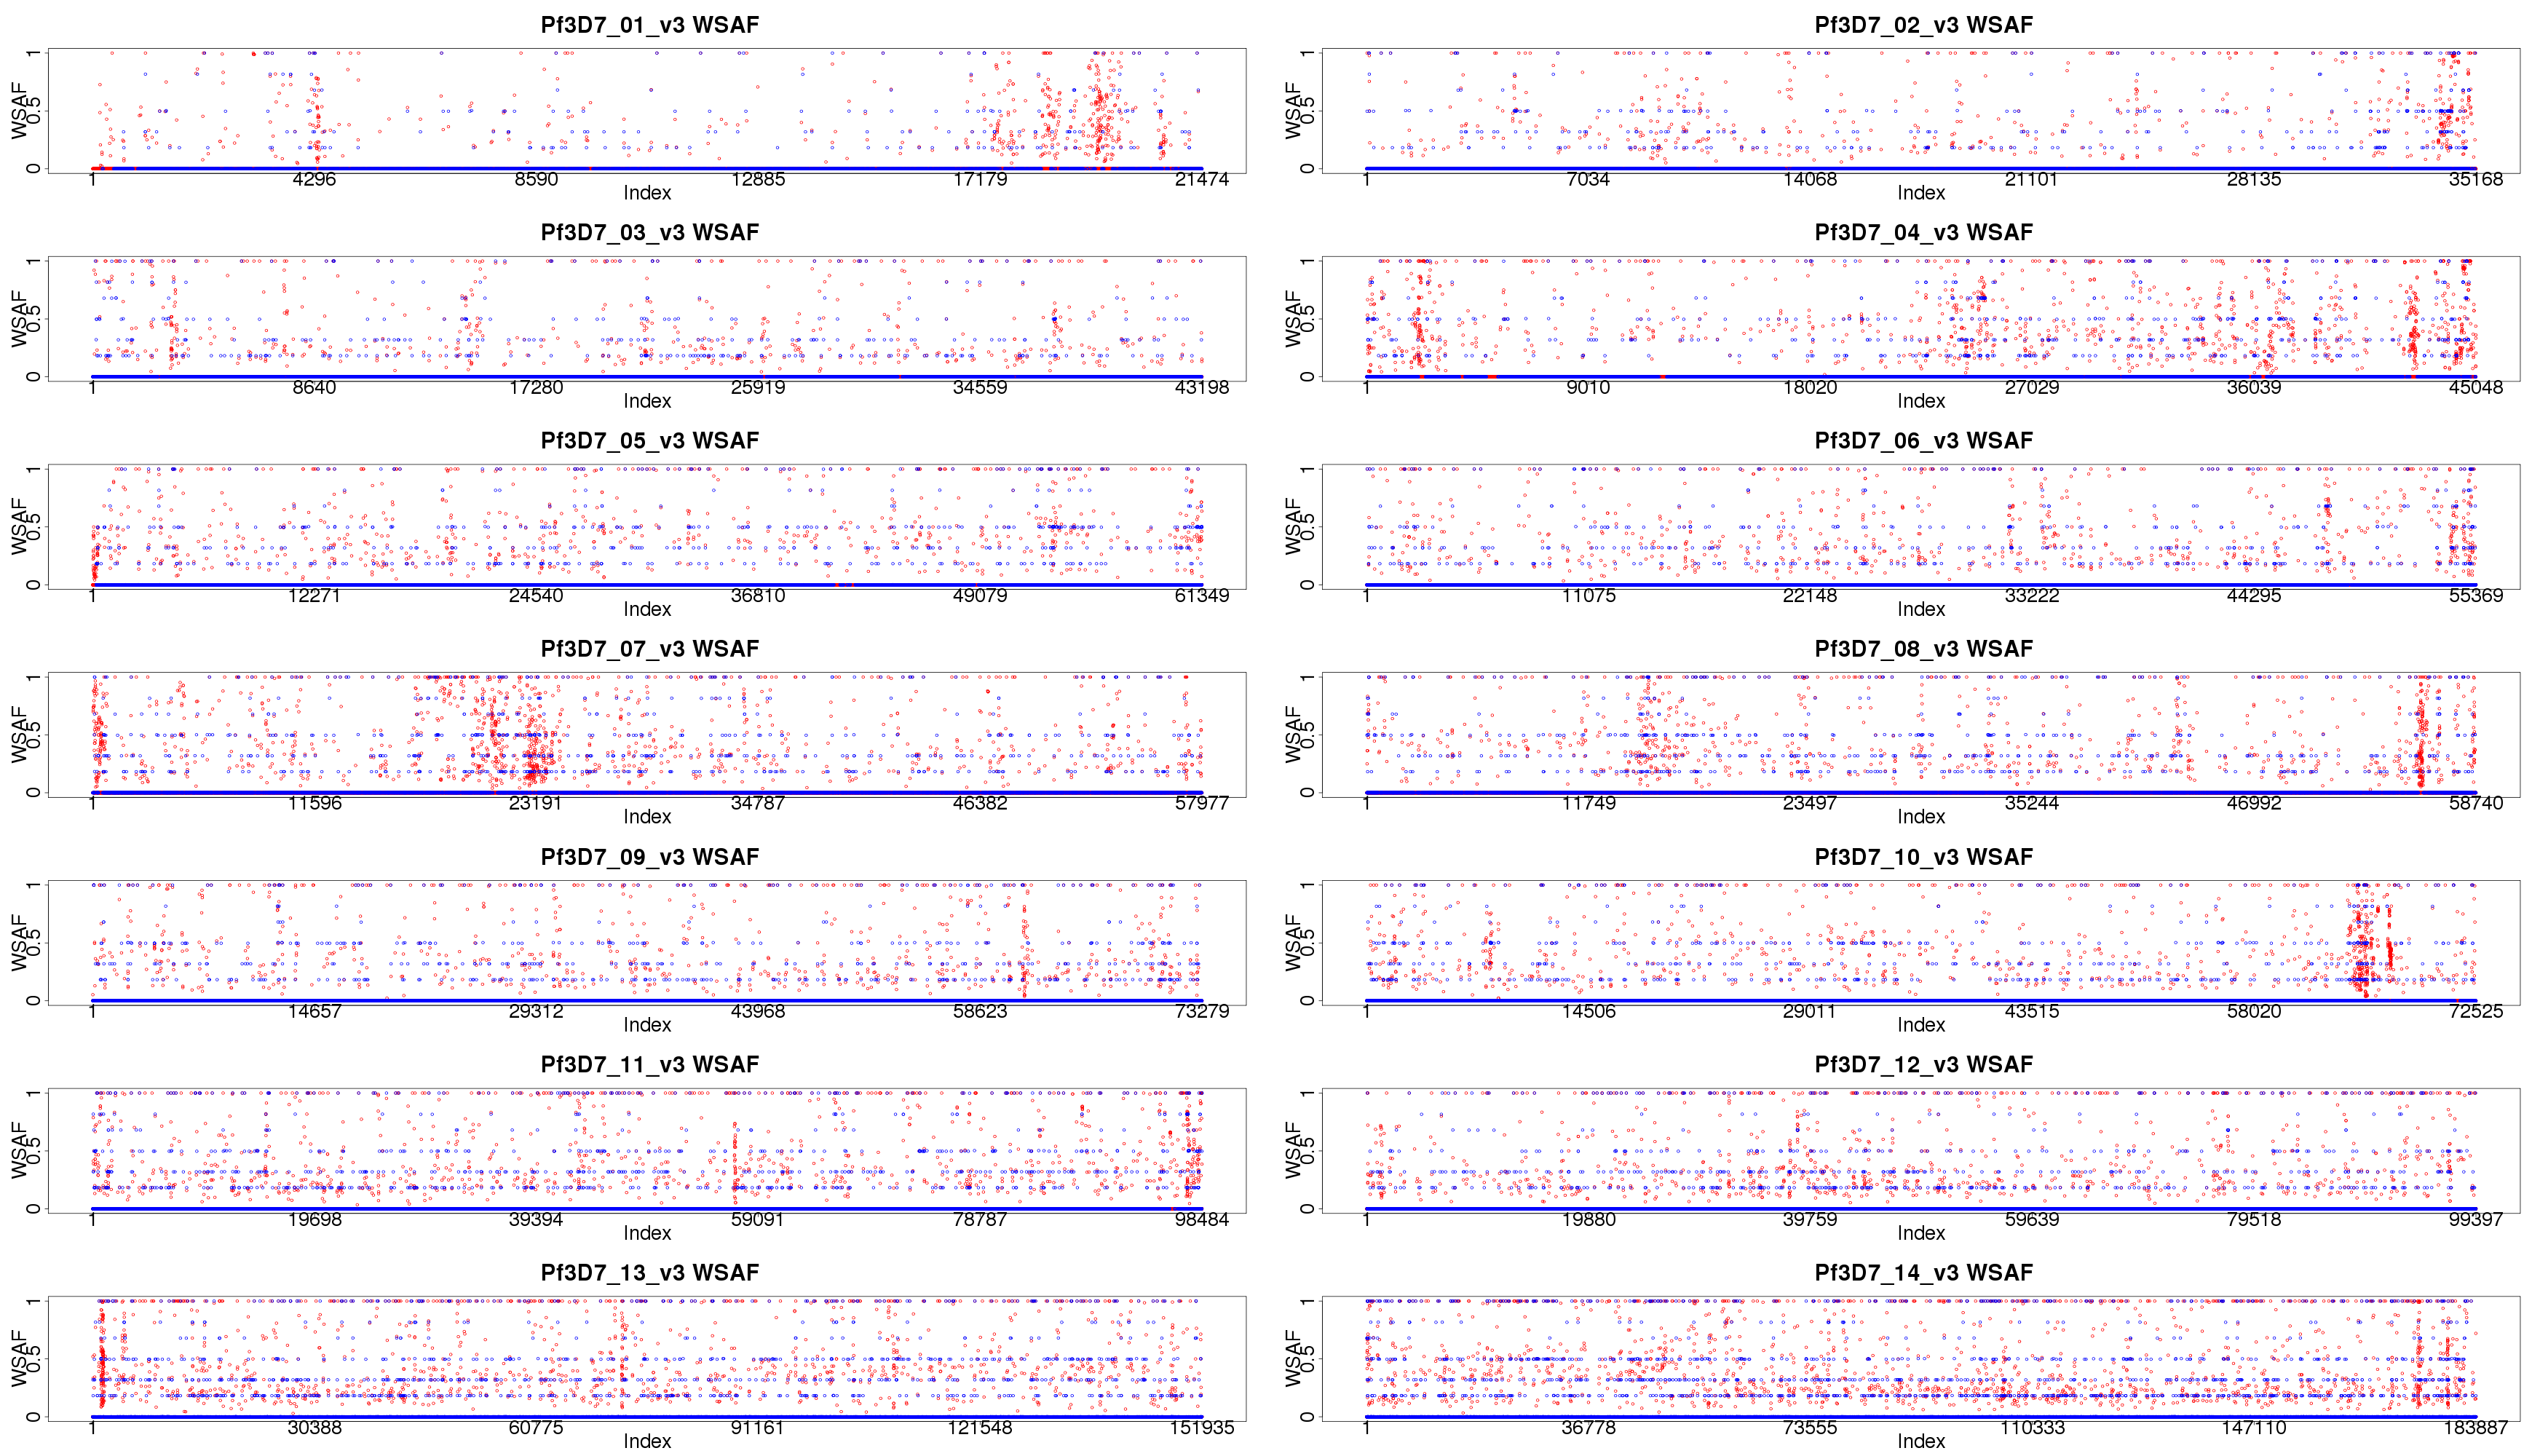 Pf3D7_01_v3 WSAF
WSAF
0 0.5 1
1 4296 8590 12885 17179 21474
Index
Pf3D7_02_v3 WSAF
WSAF
0 0.5 1
1 7034 14068 21101 28135 35168
Index
Pf3D7_03_v3 WSAF
WSAF
0 0.5 1
1 8640 17280 25919 34559 43198
Index
Pf3D7_04_v3 WSAF
WSAF
0 0.5 1
1 9010 18020 27029 36039 45048
Index
Pf3D7_05_v3 WSAF
WSAF
0 0.5 1
1 12271 24540 36810 49079 61349
Index
Pf3D7_06_v3 WSAF
WSAF
0 0.5 1
1 11075 22148 33222 44295 55369
Index
Pf3D7_07_v3 WSAF
WSAF
0 0.5 1
1 11596 23191 34787 46382 57977
Index
Pf3D7_08_v3 WSAF
WSAF
0 0.5 1
1 11749 23497 35244 46992 58740
Index
Pf3D7_09_v3 WSAF
WSAF
0 0.5 1
1 14657 29312 43968 58623 73279
Index
Pf3D7_10_v3 WSAF
WSAF
0 0.5 1
1 14506 29011 43515 58020 72525
Index
Pf3D7_11_v3 WSAF
WSAF
0 0.5 1
1 19698 39394 59091 78787 98484
Index
Pf3D7_12_v3 WSAF
WSAF
0 0.5 1
1 19880 39759 59639 79518 99397
Index
Pf3D7_13_v3 WSAF
WSAF
0 0.5 1
1 30388 60775 91161 121548 151935
Index
Pf3D7_14_v3 WSAF
WSAF
0 0.5 1
1 36778 73555 110333 147110 183887
Index